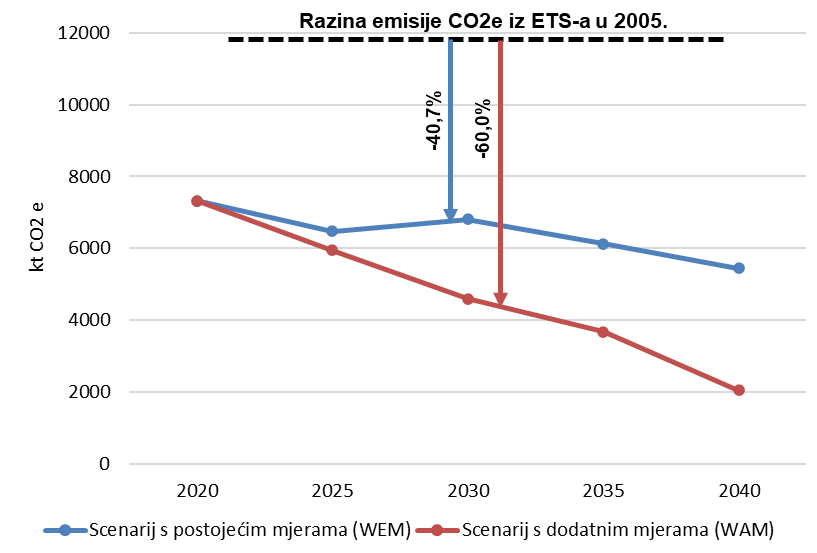 Razina emisije CO2e iz ETS-a u 2005.
12000
10000
8000
6000
4000
2000
0
kt CO2 e
-40,7%
-60,0%
2020 2025 2030 2035 2040
Scenarij s postojećim mjerama (WEM) Scenarij s dodatnim mjerama (WAM)